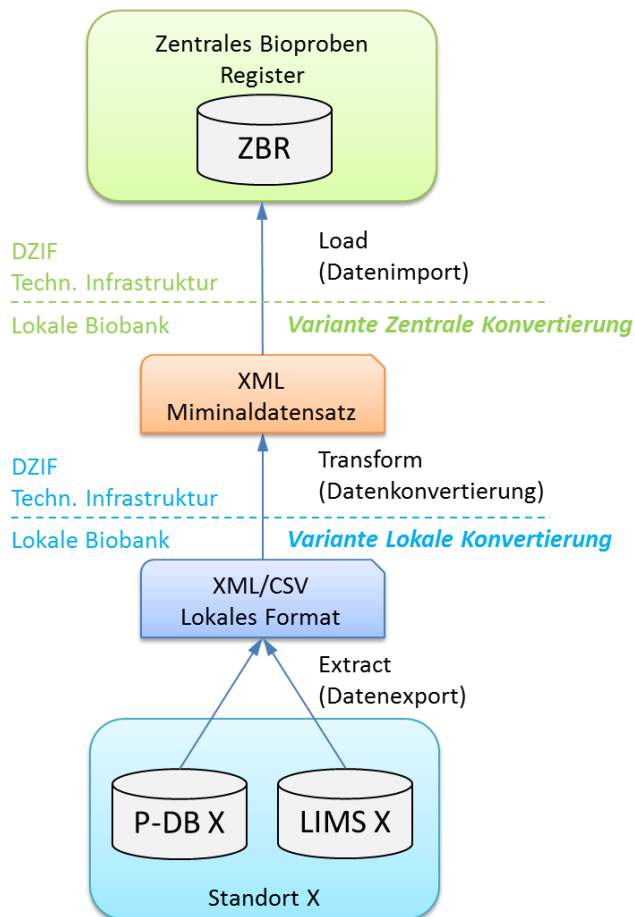 Zentrales Bioproben
Register
ZBR
DZIF
Techn. Infrastruktur
Load
(Datenimport)
Lokale Biobank
Variante Zentrale Konvertierung
XML
Miminaldatensatz
DZIF
Techn. Infrastruktur
Transform
(Datenkonvertierung)
Lokale Biobank
Variante Lokale Konvertierung
XML/CSV
Lokales Format
Extract
(Datenexport)
P-DB X
LIMS X
Standort X